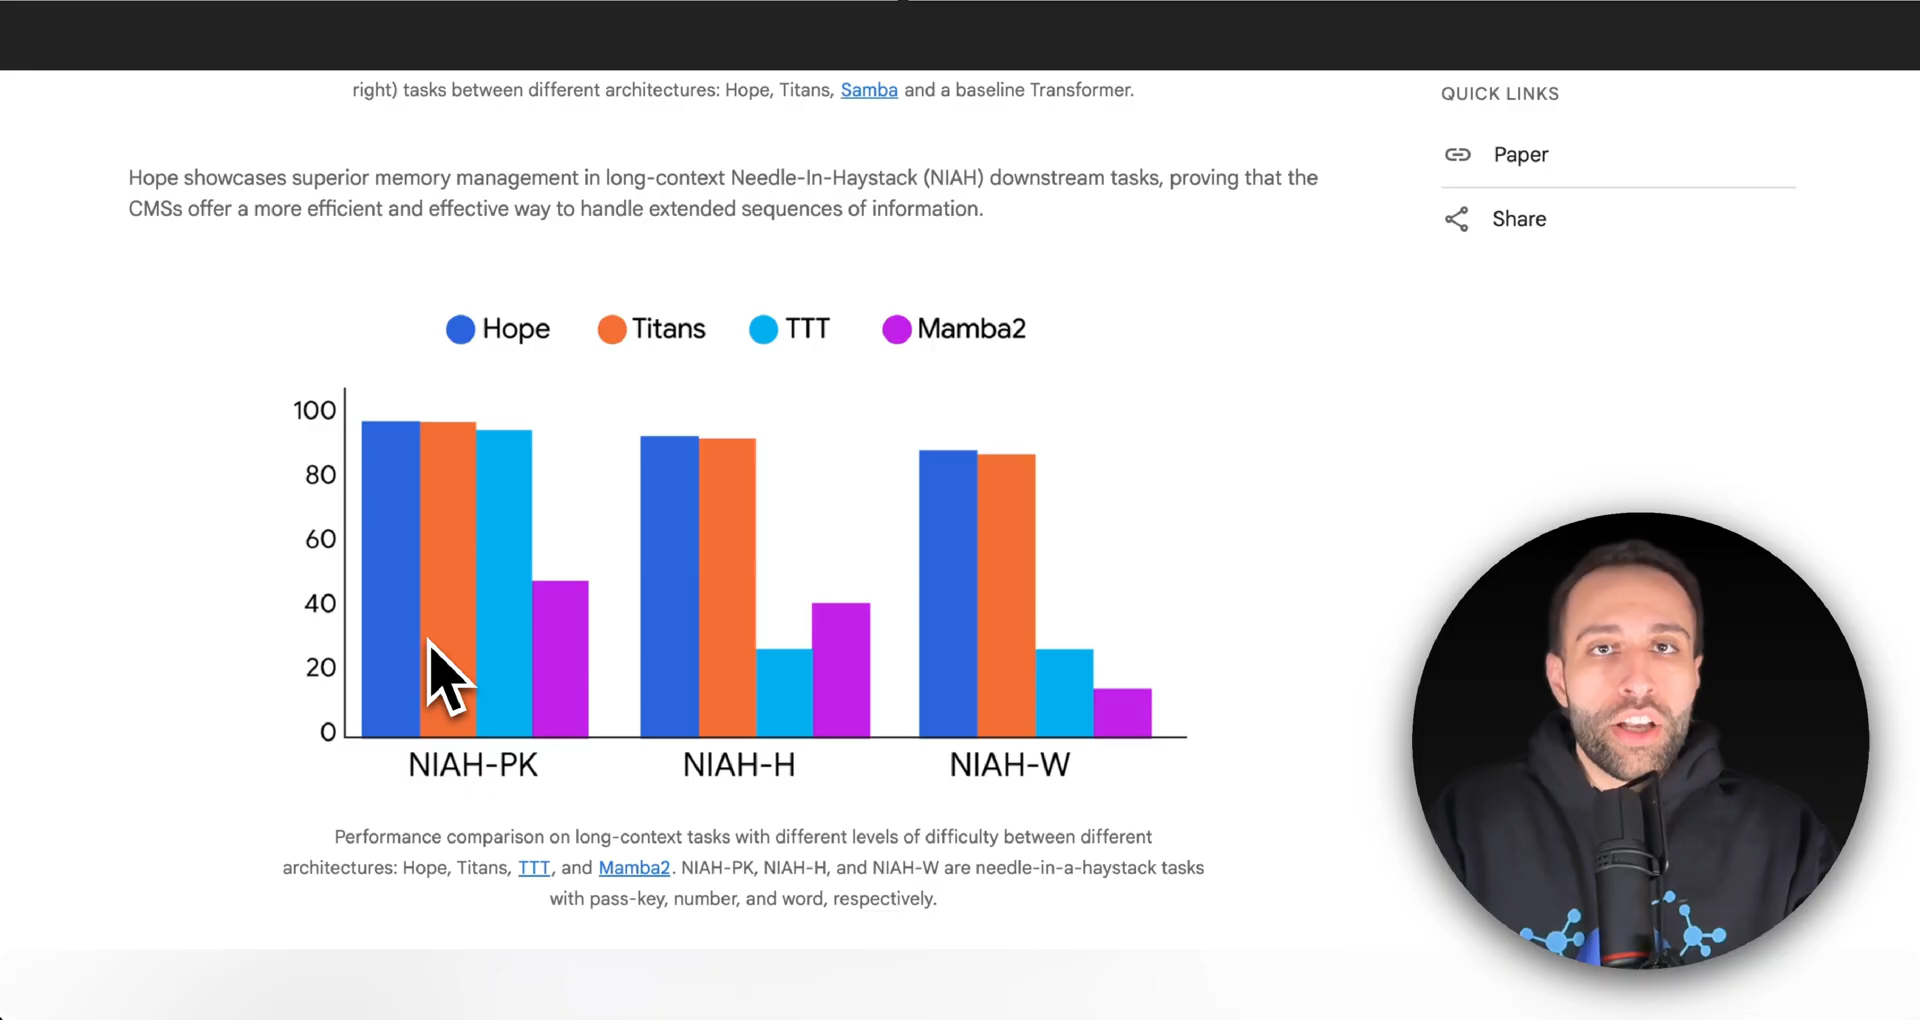 right) tasks between different architectures: Hope, Titans, Samba and a baseline Transformer.
Hope showcases superior memory management in long-context Needle-In-Haystack (NIAH) downstream tasks, proving that the
CMSs offer a more efficient and effective way to handle extended sequences of information.
QUICK LINKS
Paper
Share
Hope Titans TTT Mamba2
100
80
60
40
20
0
NIAH-PK NIAH-H NIAH-W
Performance comparison on long-context tasks with different levels of difficulty between different
architectures: Hope, Titans, TTT, and Mamba2. NIAH-PK, NIAH-H, and NIAH-W are needle-in-a-haystack tasks
with pass-key, number, and word, respectively.